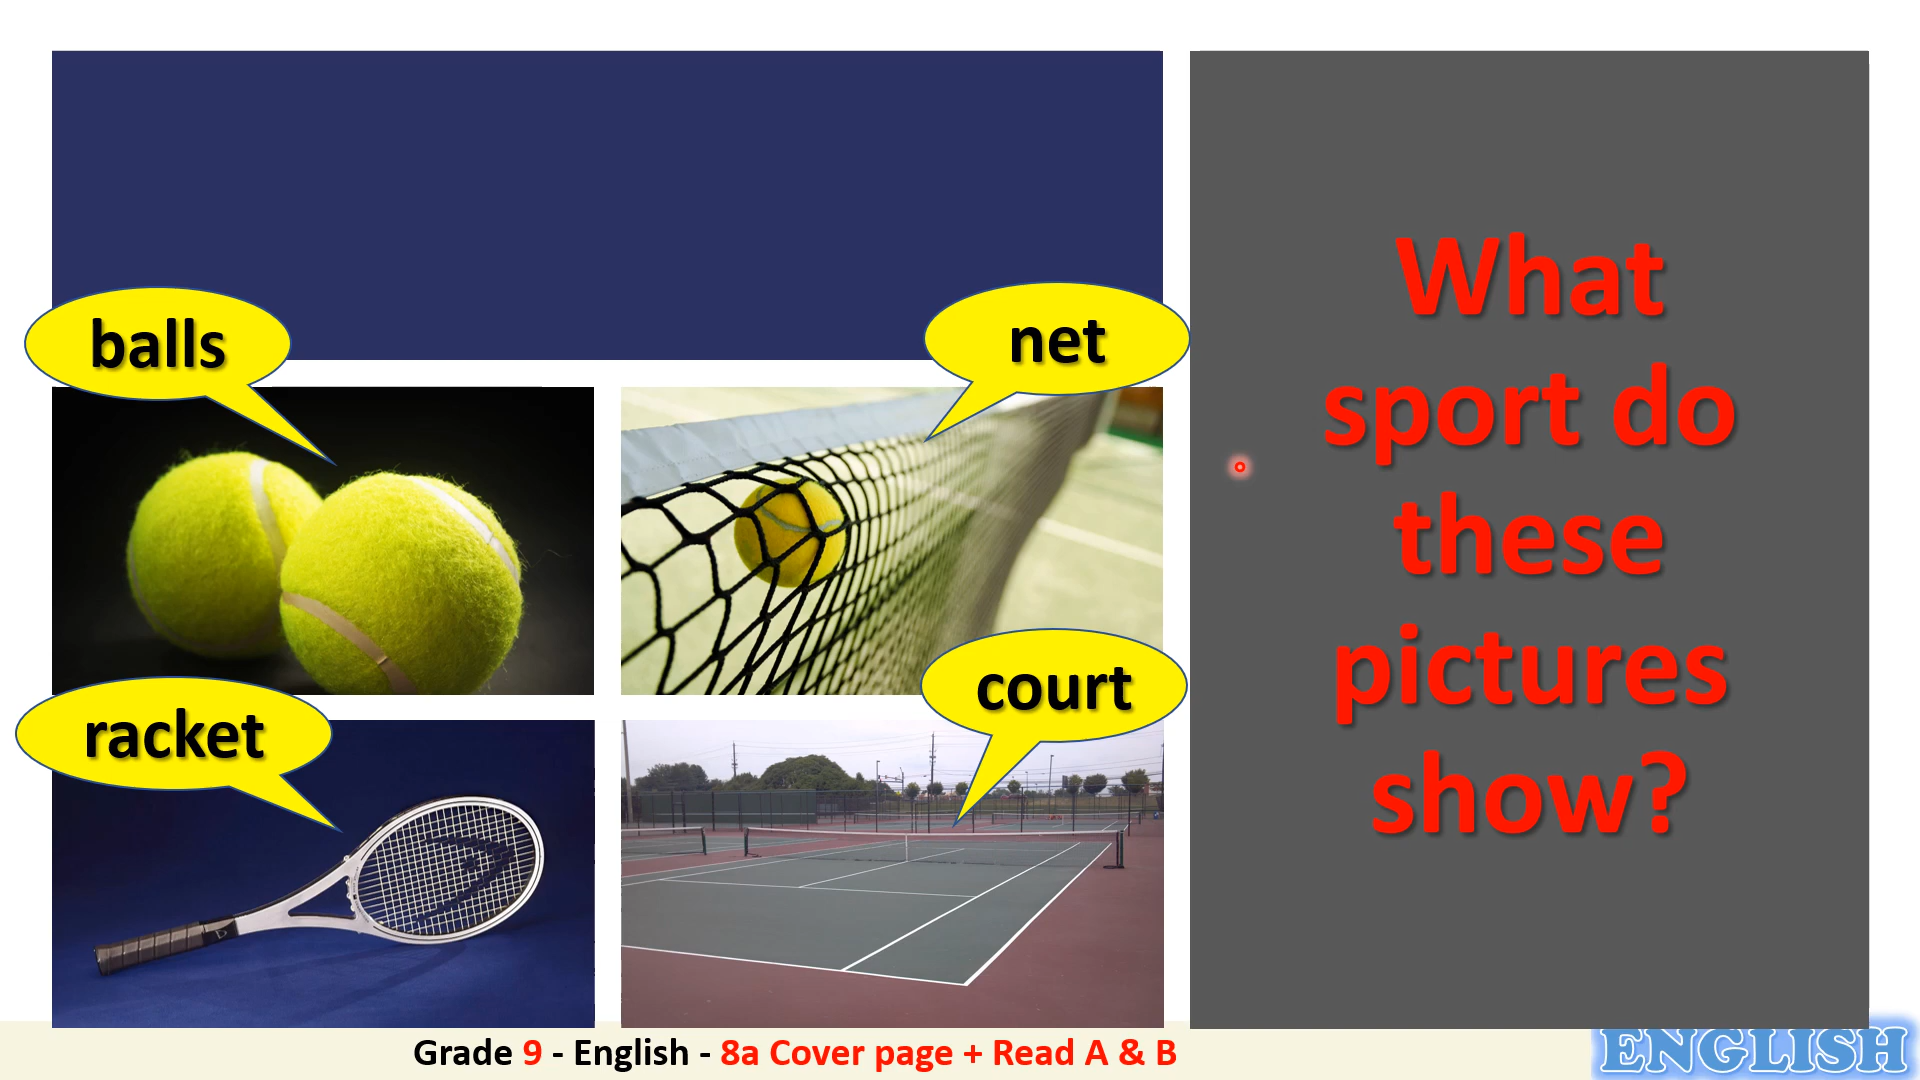 balls
net
racket
court
What
sport do
these
pictures
show?
Grade 9 - English - 8a Cover page + Read A & B
ENGLISH